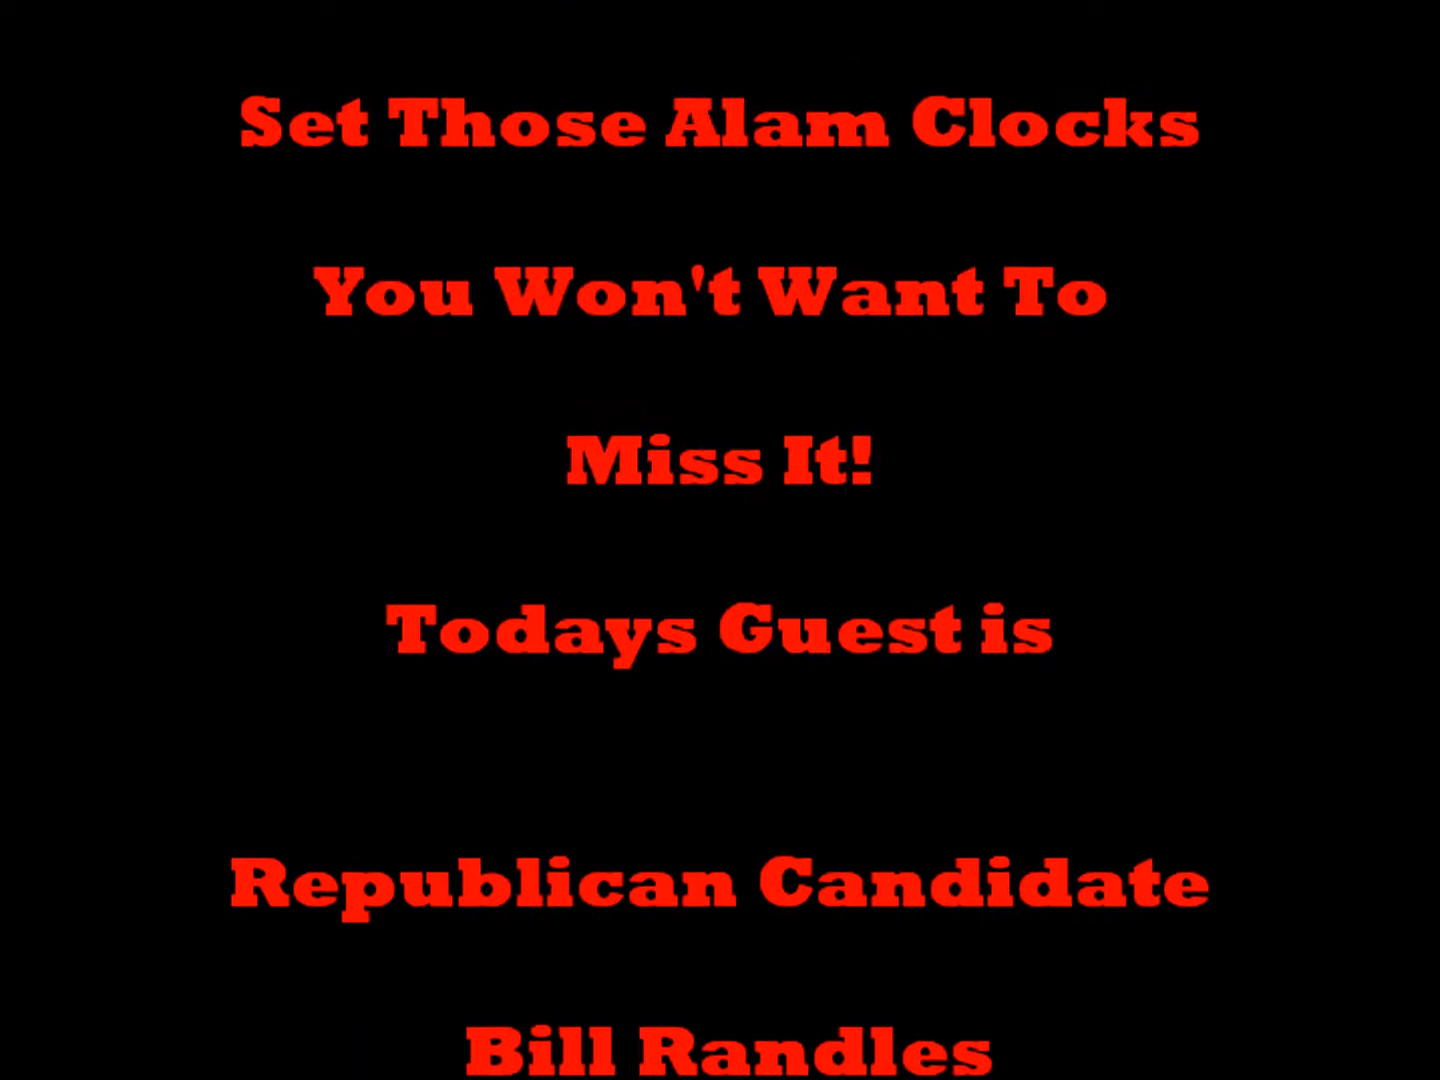 Set Those Alam Clocks
You Won't Want To
Miss It!
Todays Guest is
Republican Candidate
Bill Randles